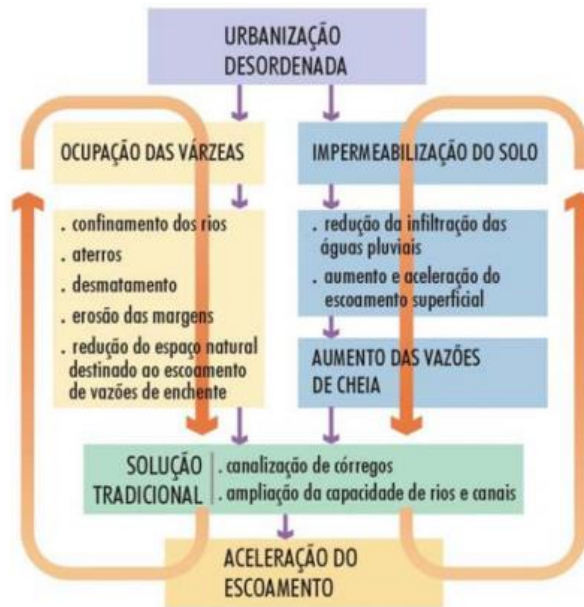 URBANIZAÇÃO
DESORDENADA
OCUPAÇÃO DAS VÁRZEAS
. confinamento dos rios
. aterros
. desmatamento
. erosão das margens
. redução do espaço natural
destinado ao escoamento
de vazões de enchente
IMPERMEABILIZAÇÃO DO SOLO
. redução da infiltração das
águas pluviais
. aumento e aceleração do
escoamento superficial
AUMENTO DAS VAZÕES
DE CHEIA
SOLUÇÃO
TRADICIONAL
. canalização de córregos
. ampliação da capacidade de rios e canais
ACELERAÇÃO DO
ESCOAMENTO